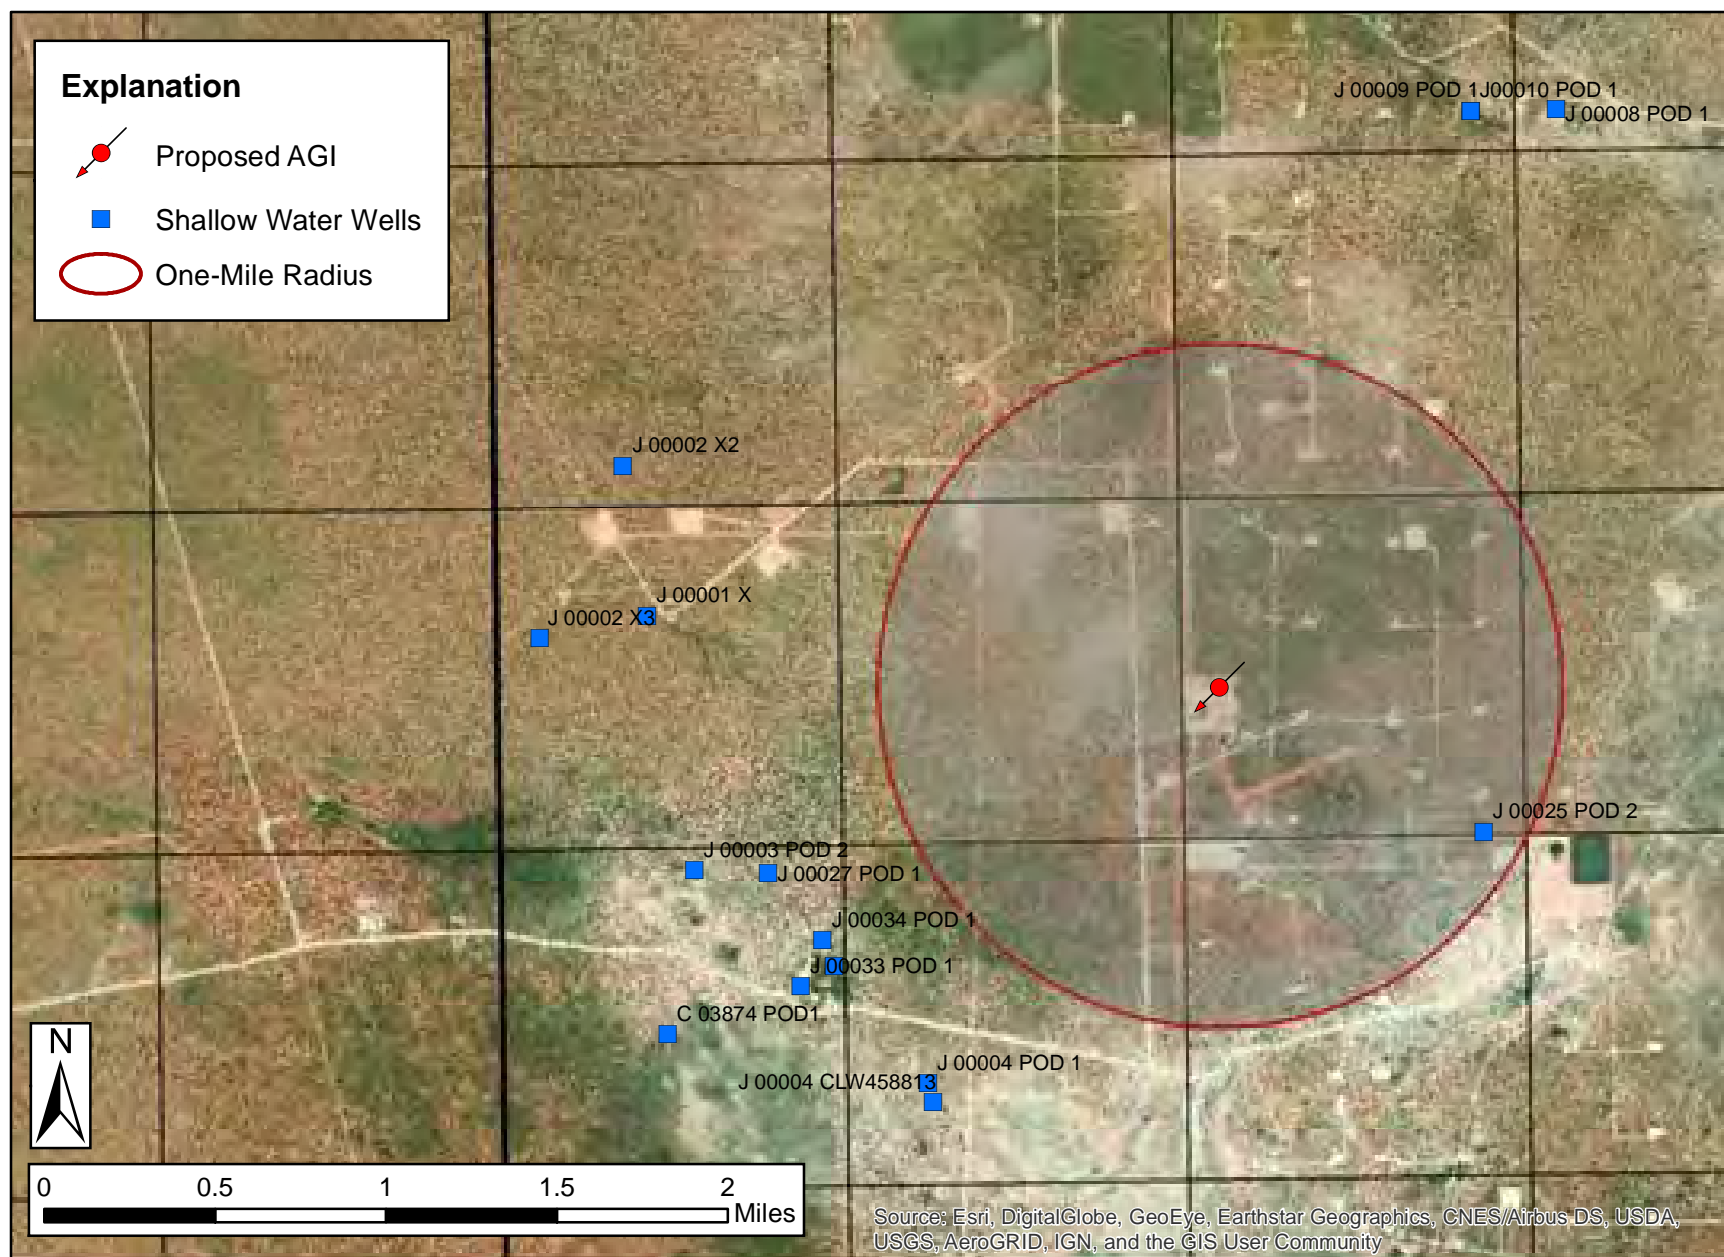 Explanation
Proposed AGI
Shallow Water Wells
One-Mile Radius
J 00009 POD 1
J00010 POD 1
J 00008 POD 1
J 00002 X2
J 00001 X
J 00002 X3
J 00025 POD 2
J 00003 POD 2
J 00027 POD 1
J 00034 POD 1
J 00033 POD 1
C 03874 POD1
J 00004 POD 1
J 00004 CLW458813
N
0 0.5 1 1.5 2
Miles
Source: Esri, DigitalGlobe, GeoEye, Earthstar Geographics, CNES/Airbus DS, USDA,
USGS, AeroGRID, IGN, and the GIS User Community